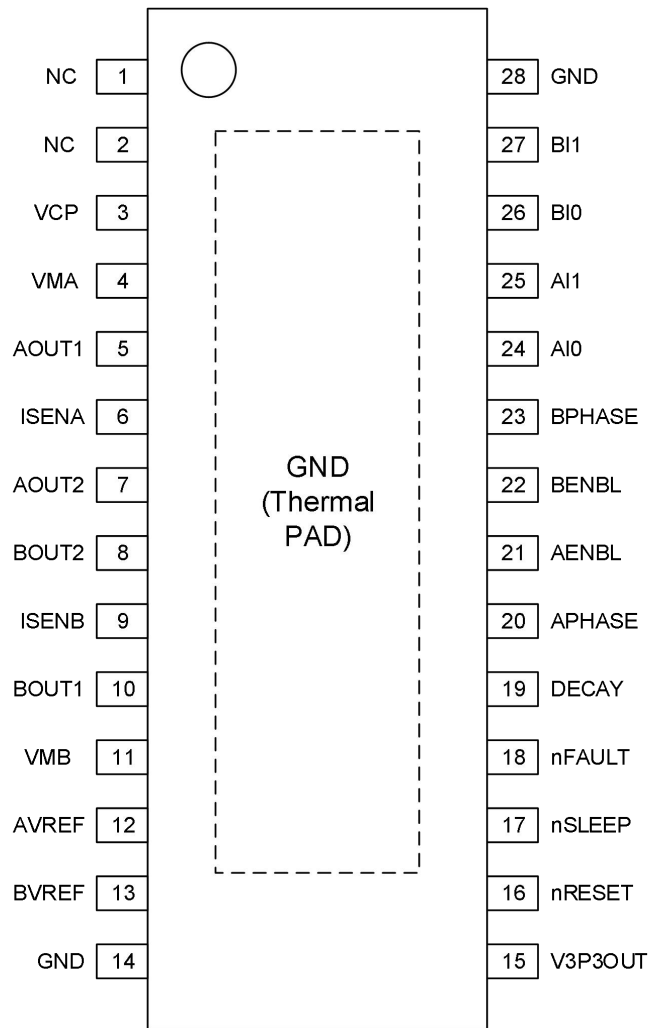 NC 1 28 GND
NC 2 27 BI1
VCP 3 26 BI0
VMA 4 25 AI1
AOUT1 5 24 AI0
ISENA 6 23 BPHASE
AOUT2 7 22 BENBL
BOUT2 8 21 AENBL
ISENB 9 20 APHASE
BOUT1 10 19 DECAY
VMB 11 18 nFAULT
AVREF 12 17 nSLEEP
BVREF 13 16 nRESET
GND 14 15 V3P3OUT
GND
(Thermal
PAD)